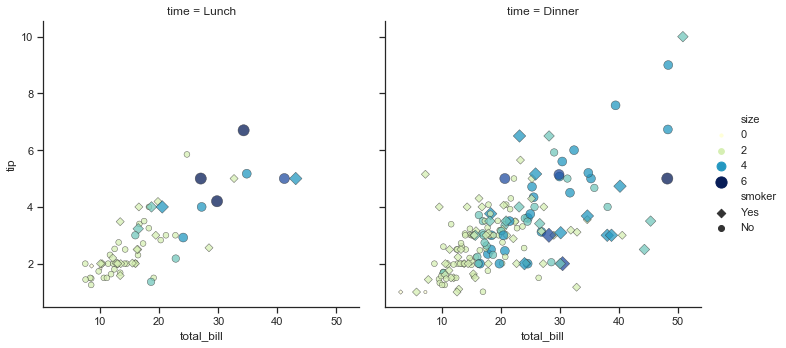 time = Lunch
time = Dinner
10
8
6
4
2
tip
10
20
30
40
50
total_bill
10
20
30
40
50
total_bill
size
0
2
4
6
smoker
Yes
No